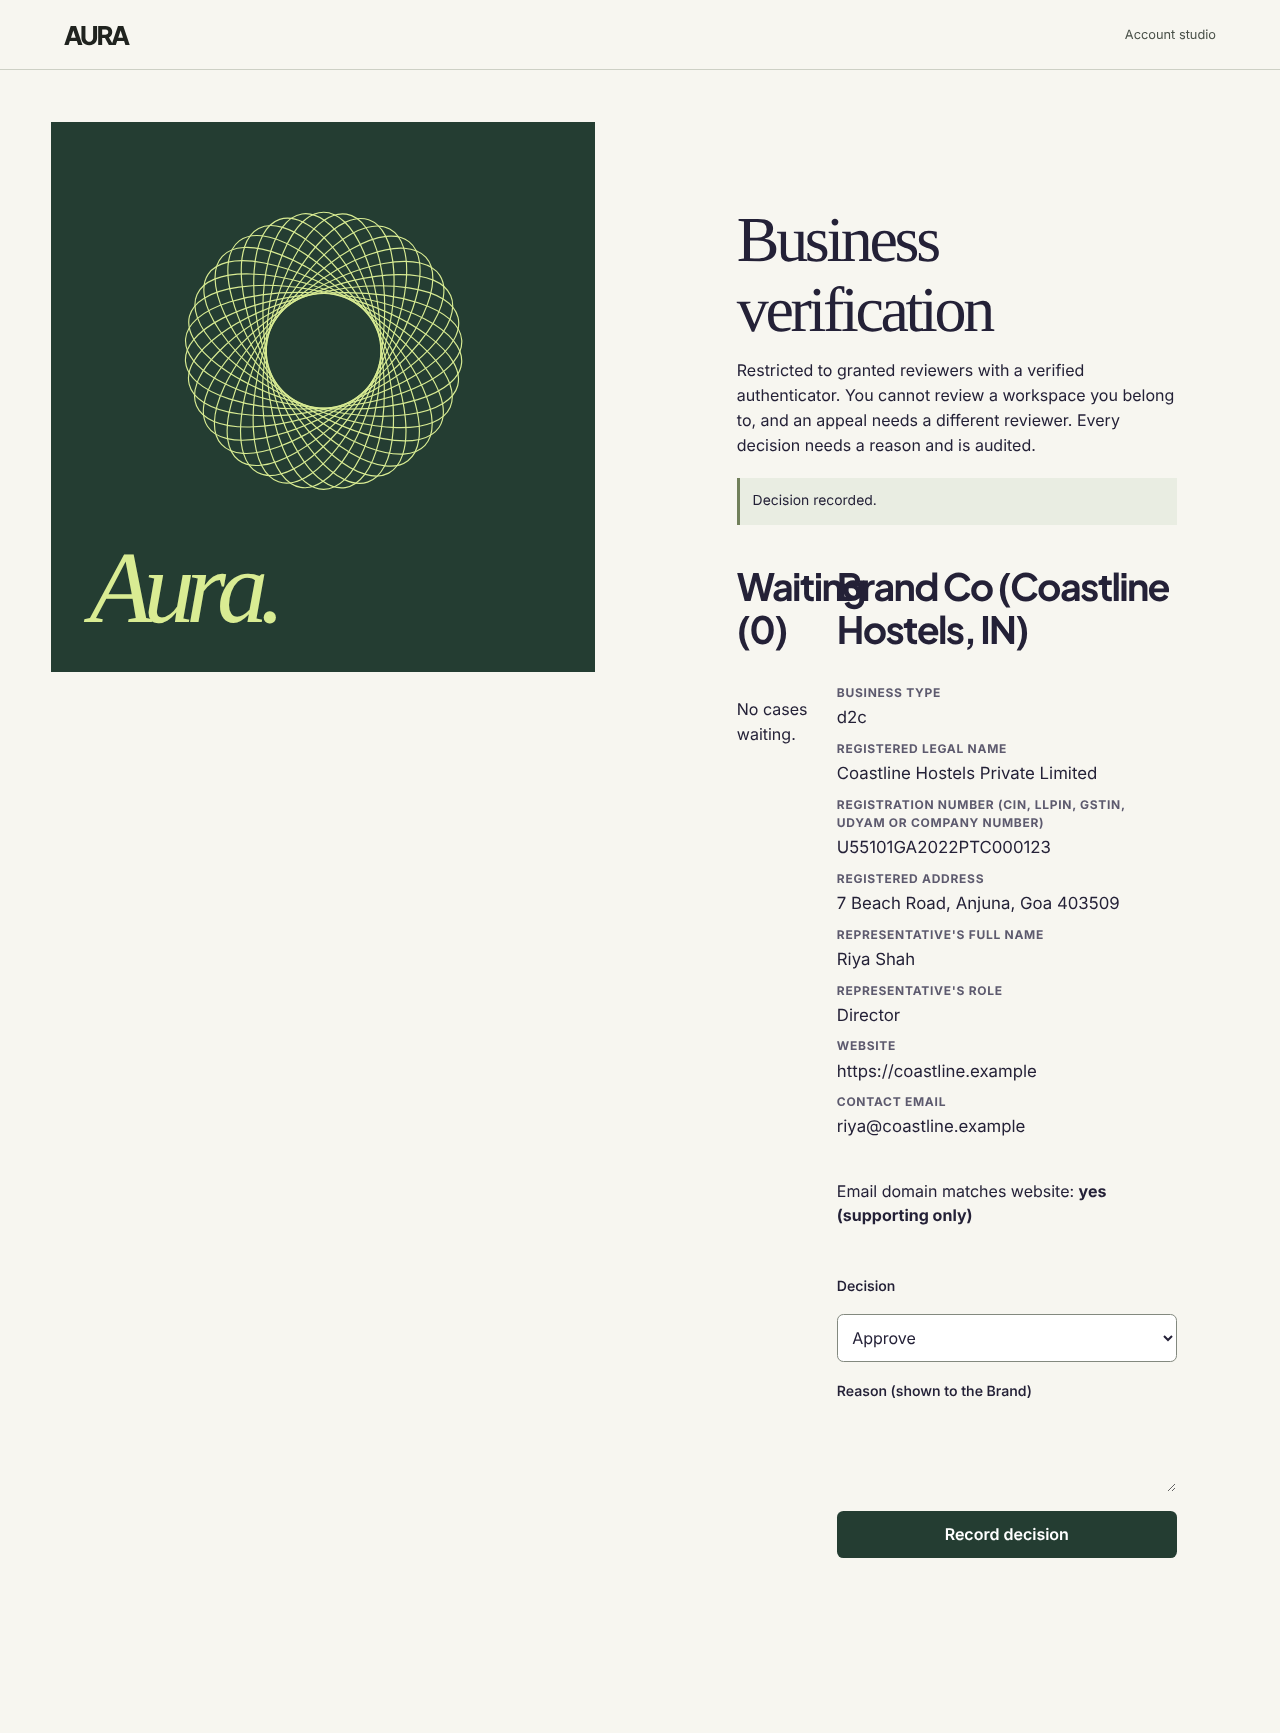 AURA
Account studio
Aura.
Business
verification
Restricted to granted reviewers with a verified
authenticator. You cannot review a workspace you belong
to, and an appeal needs a different reviewer. Every
decision needs a reason and is audited.
Decision recorded.
Waiting
(0)
No cases
waiting.
Brand Co (Coastline
Hostels, IN)
BUSINESS TYPE
d2c
REGISTERED LEGAL NAME
Coastline Hostels Private Limited
REGISTRATION NUMBER (CIN, LLPIN, GSTIN,
UDYAM OR COMPANY NUMBER)
U55101GA2022PTC000123
REGISTERED ADDRESS
7 Beach Road, Anjuna, Goa 403509
REPRESENTATIVE'S FULL NAME
Riya Shah
REPRESENTATIVE'S ROLE
Director
WEBSITE
https://coastline.example
CONTACT EMAIL
riya@coastline.example
Email domain matches website: yes
(supporting only)
Decision
Approve
Reason (shown to the Brand)
Record decision